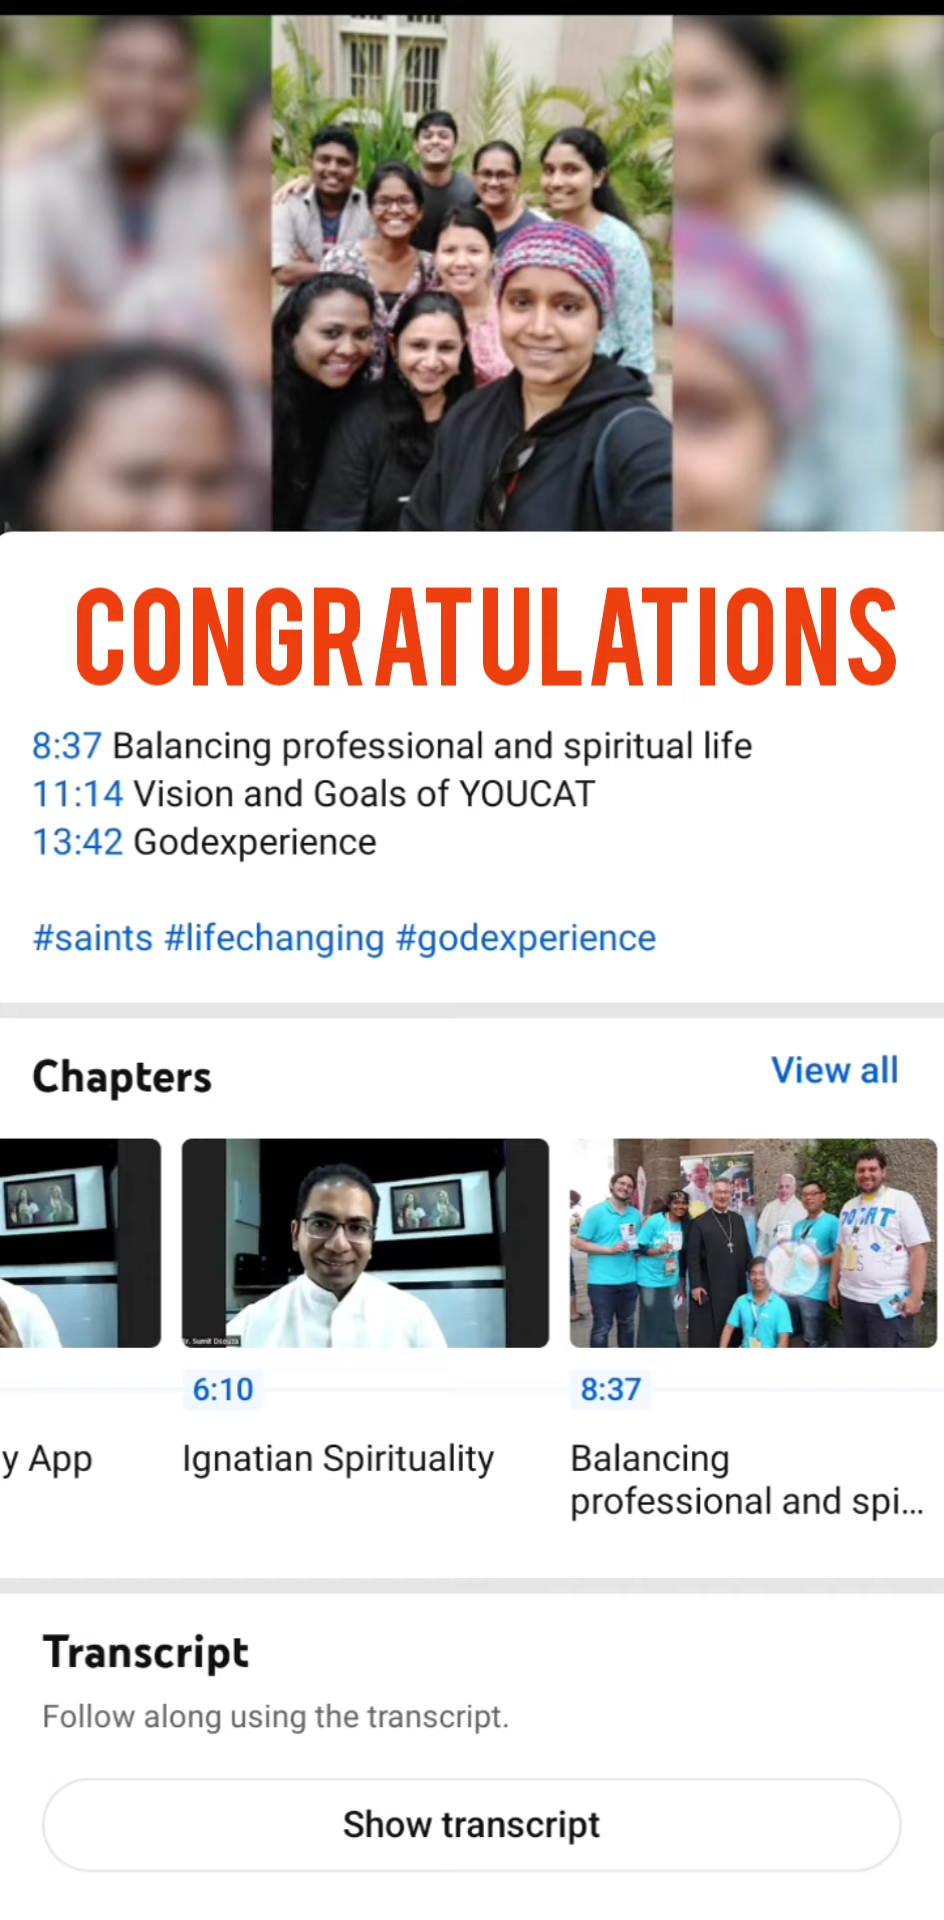 CONGRATULATIONS
8:37 Balancing professional and spiritual life
11:14 Vision and Goals of YOUCAT
13:42 Godexperience
#saints #lifechanging #godexperience
Chapters
View all
6:10
8:37
y App
Ignatian Spirituality
Balancing
professional and spi...
Transcript
Follow along using the transcript.
Show transcript